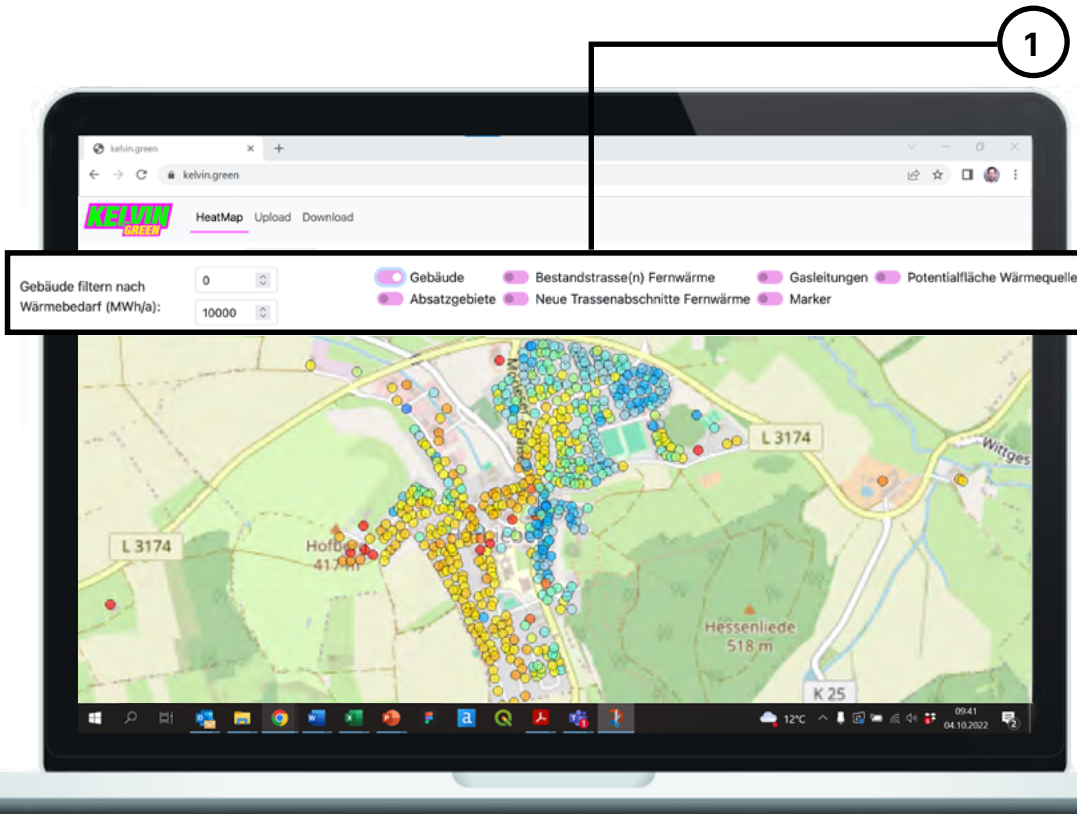 1
kelvin.green
kelvin.green
KELVIN
GREEN
HeatMap Upload Download
Gebäude filtern nach
Wärmebedarf (MWh/a):
0
10000
Gebäude Bestandstrasse(n) Fernwärme Gasleitungen Potentialfläche Wärmequelle
Absatzgebiete Neue Trassenabschnitte Fernwärme Marker
L 3174
Wittges
L 3174
417 m
Hessenliede
518 m
K 25
12°C
09:41
04.10.2022